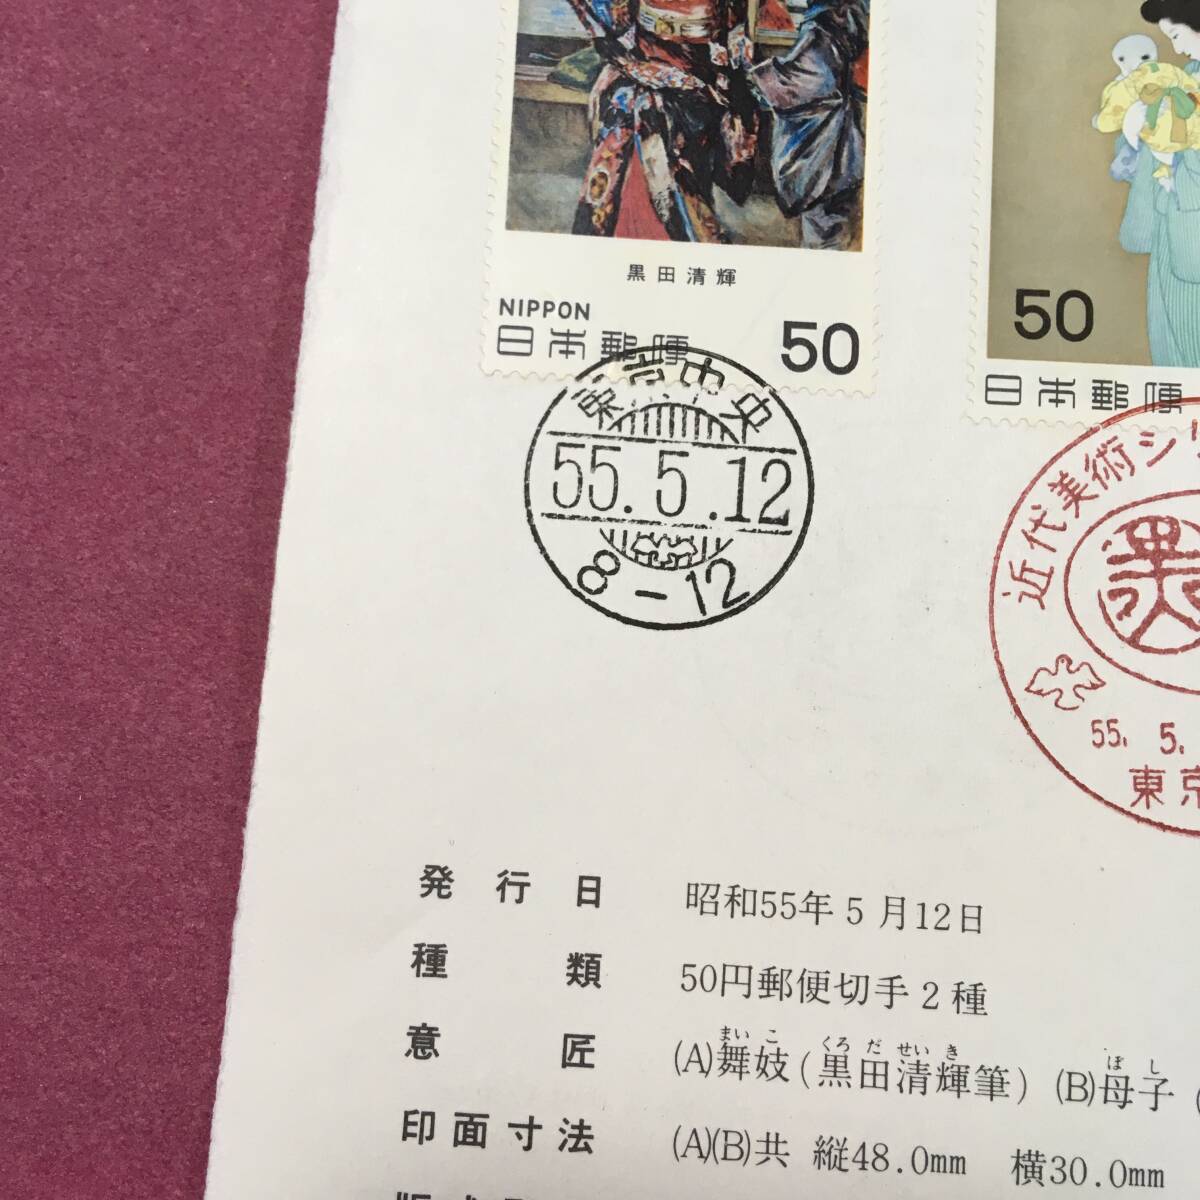 黒田清輝
NIPPON
日本郵便
50
50
日本郵便
東京中央
55.5.12
8-12
近代美術シリ
55. 5.
東京
発行日 昭和55年5月12日
種類 50円郵便切手2種
まいこ くろだせいき ぼし
意匠 (A)舞妓(黒田清輝筆) (B)母子(
印面寸法 (A)(B)共 縦48.0mm 横30.0mm